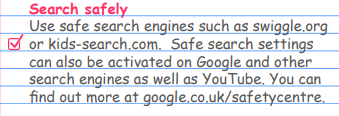 Search safely
Use safe search engines such as swiggle.org
or kids-search.com. Safe search settings
can also be activated on Google and other
search engines as well as YouTube. You can
find out more at google.co.uk/safetycentre.